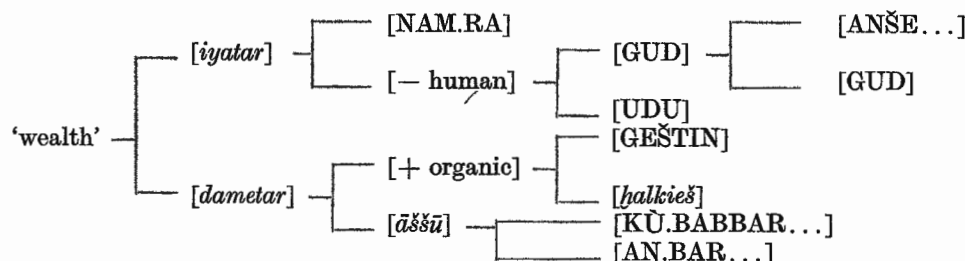 [NAM.RA] [ANŠE...]
[iyatar] [GUD]
[— human] [GUD]
'wealth' [UDU]
[GEŠTIN]
[+ organic]
[dametar] [ḫalkieš]
[āššū] [KÙ.BABBAR...]
[AN.BAR...]